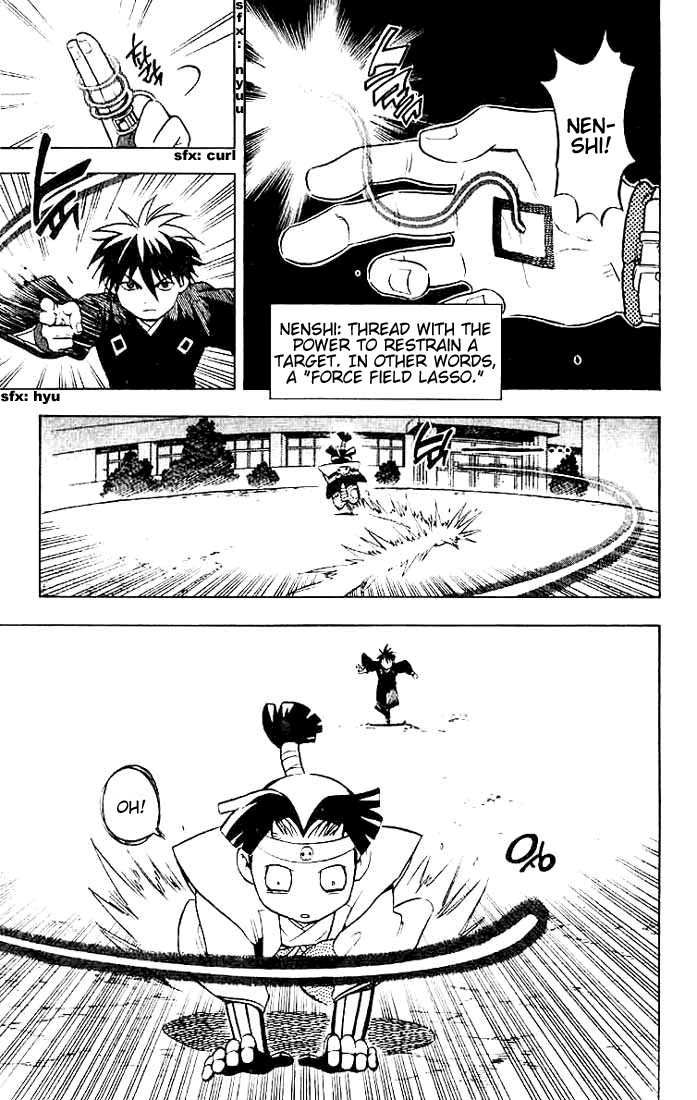 NEN-
SHI!
NENSHI: THREAD WITH THE
POWER TO RESTRAIN A
TARGET. IN OTHER WORDS,
A "FORCE FIELD LASSO."
sfx: nyuu
sfx: curl
sfx: hyu
OH!